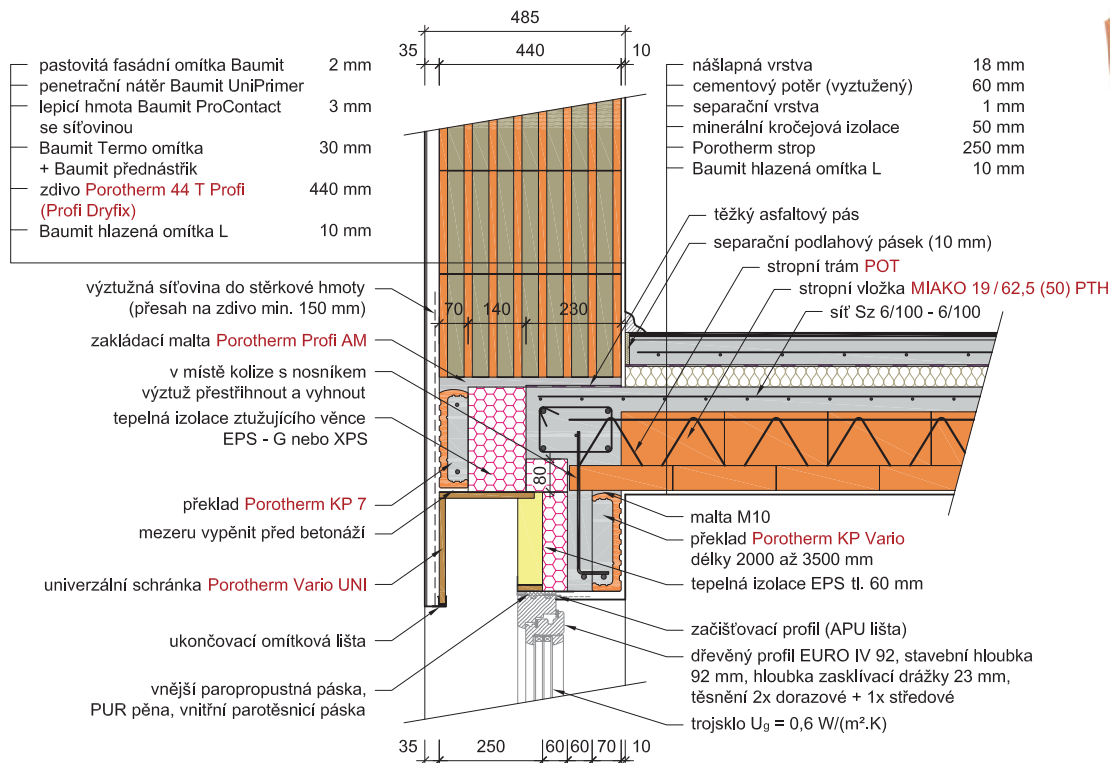 485
35 440 10
pastovitá fasádní omítka Baumit 2 mm
penetrační nátěr Baumit UniPrimer
lepicí hmota Baumit ProContact 3 mm
se síťovinou
Baumit Termo omítka 30 mm
+ Baumit přednástřik
zdivo Porotherm 44 T Profi 440 mm
(Profi Dryfix)
Baumit hlazená omítka L 10 mm
nášlapná vrstva 18 mm
cementový potěr (vyztužený) 60 mm
separační vrstva 1 mm
minerální kročejová izolace 50 mm
Porotherm strop 250 mm
Baumit hlazená omítka L 10 mm
těžký asfaltový pás
separační podlahový pásek (10 mm)
stropní trám POT
stropní vložka MIAKO 19 / 62,5 (50) PTH
síť Sz 6/100 - 6/100
výztužná síťovina do stěrkové hmoty
(přesah na zdivo min. 150 mm)
70 140 230
zakládací malta Porotherm Profi AM
v místě kolize s nosníkem
výztuž přestřihnout a vyhnout
tepelná izolace ztužujícího věnce
EPS - G nebo XPS
80
překlad Porotherm KP 7
mezeru vypěnit před betonáží
univerzální schránka Porotherm Vario UNI
ukončovací omítková lišta
vnější paropropustná páska,
PUR pěna, vnitřní parotěsnicí páska
malta M10
překlad Porotherm KP Vario
délky 2000 až 3500 mm
tepelná izolace EPS tl. 60 mm
začišťovací profil (APU lišta)
dřevěný profil EURO IV 92, stavební hloubka
92 mm, hloubka zasklívací drážky 23 mm,
těsnění 2x dorazové + 1x středové
trojsklo Ug = 0,6 W/(m².K)
35 250 60 60 70 10